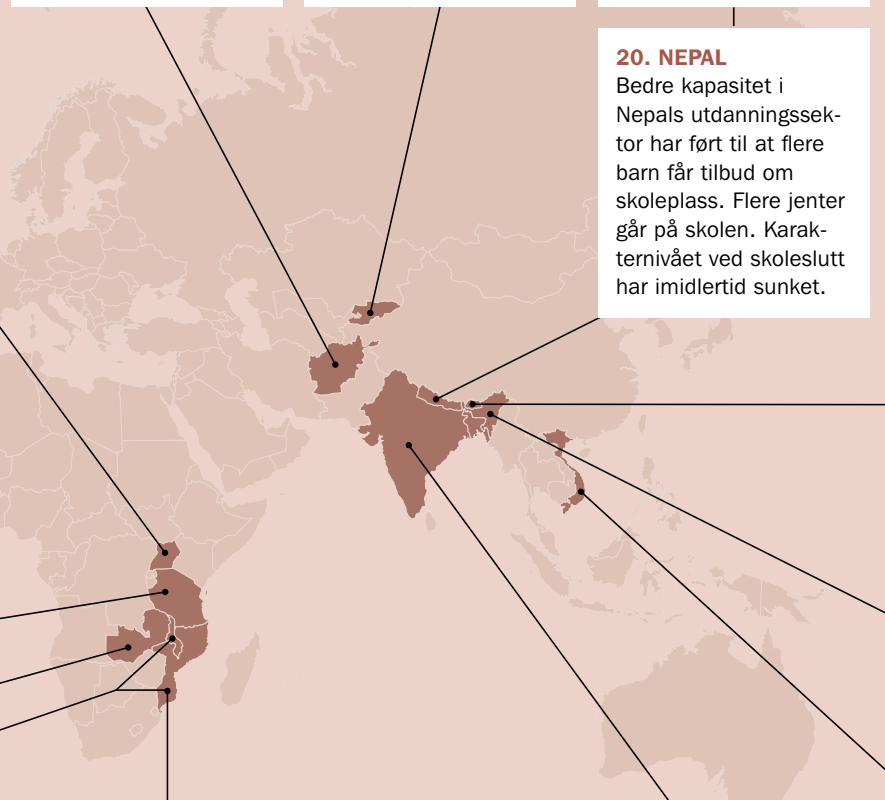 20. NEPAL
Bedre kapasitet i
Nepals utdanningssek-
tor har ført til at flere
barn får tilbud om
skoleplass. Flere jenter
går på skolen. Karak-
ternivået ved skoleslutt
har imidlertid sunket.